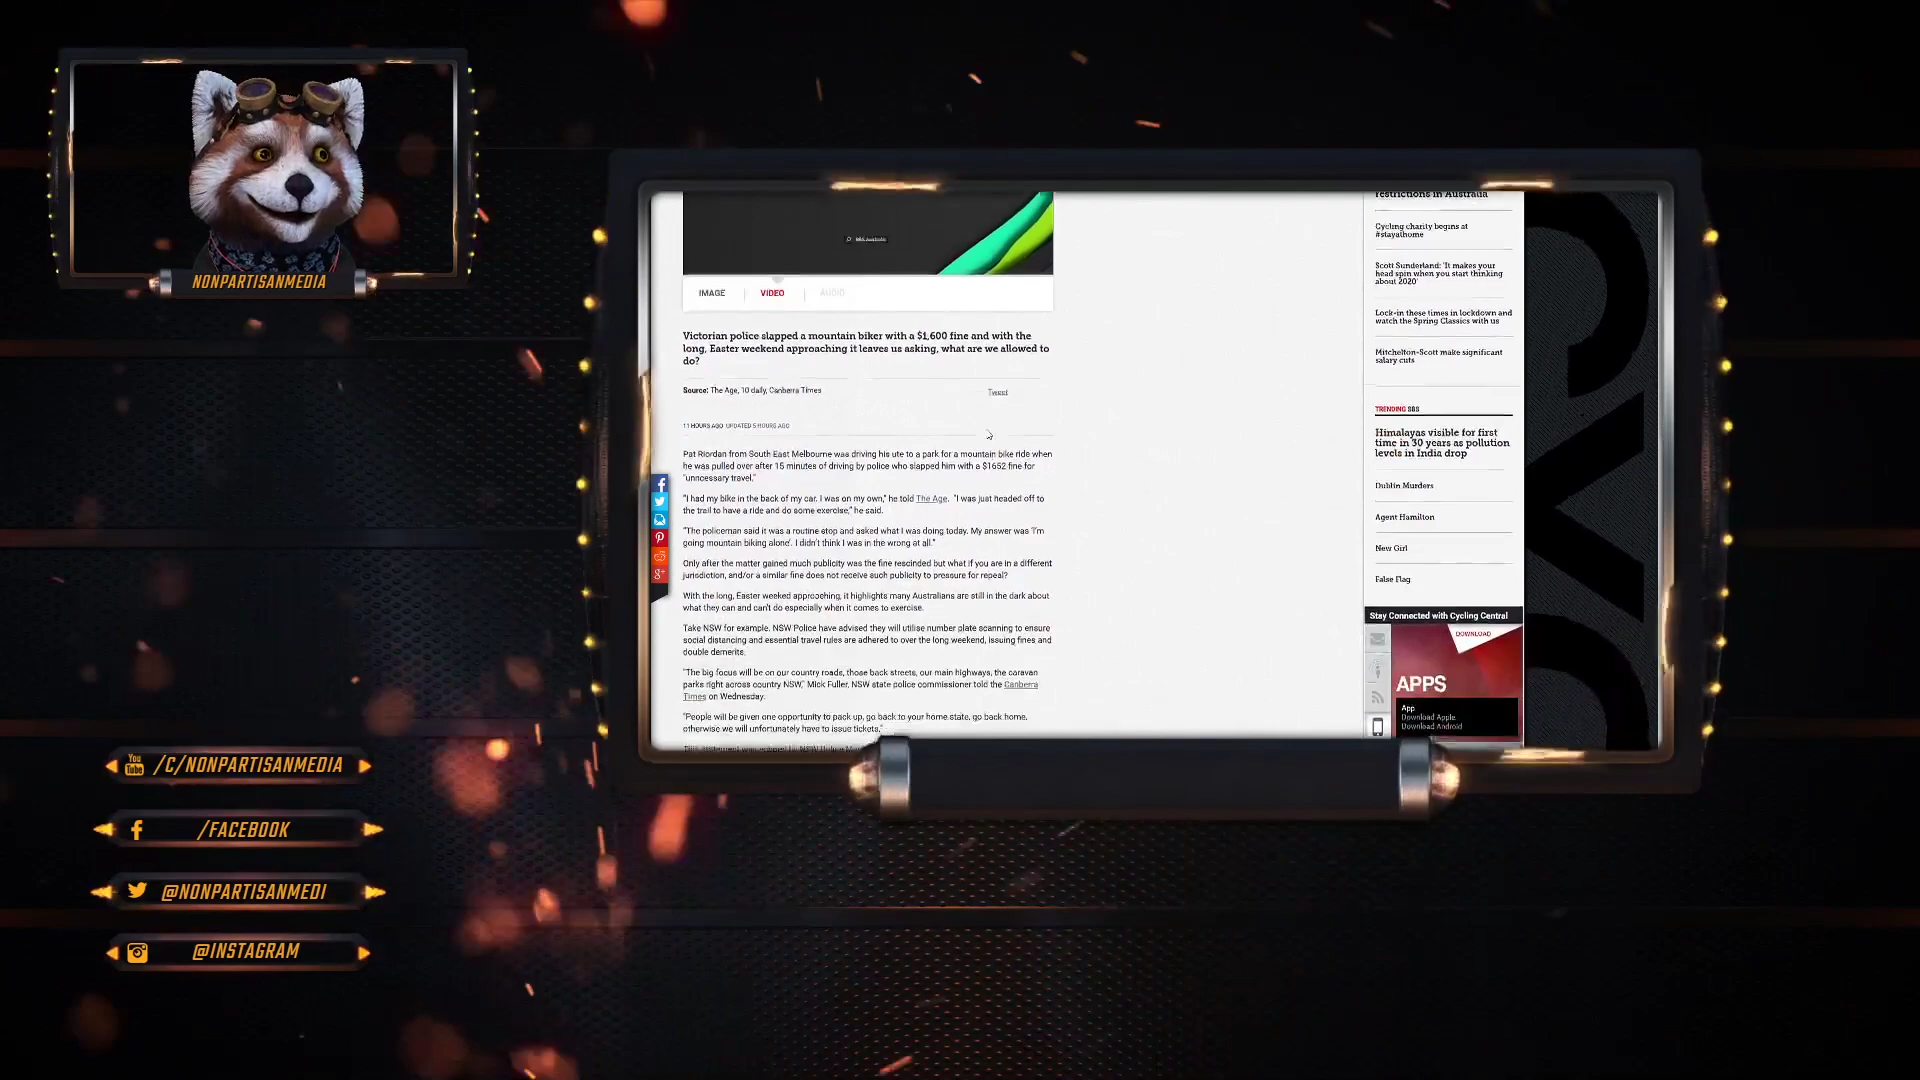 NONPARTISANMEDIA
SBS Australia
IMAGE
VIDEO
AUDIO
Victorian police slapped a mountain biker with a $1,600 fine and with the
long, Easter weekend approaching it leaves us asking, what are we allowed to
do?
Source: The Age, 10 daily, Canberra Times
Tweet
11 HOURS AGO UPDATED 5 HOURS AGO
Pat Riordan from South East Melbourne was driving his ute to a park for a mountain bike ride when
he was pulled over after 15 minutes of driving by police who slapped him with a $1652 fine for
"unncessary travel."
"I had my bike in the back of my car. I was on my own," he told The Age. "I was just headed off to
the trail to have a ride and do some exercise," he said.
"The policeman said it was a routine stop and asked what I was doing today. My answer was 'I'm
going mountain biking alone'. I didn't think I was in the wrong at all."
Only after the matter gained much publicity was the fine rescinded but what if you are in a different
jurisdiction, and/or a similar fine does not receive such publicity to pressure for repeal?
With the long, Easter weeked approaching, it highlights many Australians are still in the dark about
what they can and can't do especially when it comes to exercise.
Take NSW for example. NSW Police have advised they will utilise number plate scanning to ensure
social distancing and essential travel rules are adhered to over the long weekend, issuing fines and
double demerits.
"The big focus will be on our country roads, those back streets, our main highways, the caravan
parks right across country NSW," Mick Fuller, NSW state police commissioner told the Canberra
Times on Wednesday.
"People will be given one opportunity to pack up, go back to your home state, go back home,
otherwise we will unfortunately have to issue tickets."
restrictions in Australia
Cycling charity begins at
#stayathome
Scott Sunderland: 'It makes your
head spin when you start thinking
about 2020'
Lock-in these times in lockdown and
watch the Spring Classics with us
Mitchelton-Scott make significant
salary cuts
TRENDING SBS
Himalayas visible for first
time in 30 years as pollution
levels in India drop
Dublin Murders
Agent Hamilton
New Girl
False Flag
Stay Connected with Cycling Central
DOWNLOAD
APPS
App
Download Apple
Download Android
CYC
You
Tube
/C/NONPARTISANMEDIA
/FACEBOOK
@NONPARTISANMEDI
@INSTAGRAM